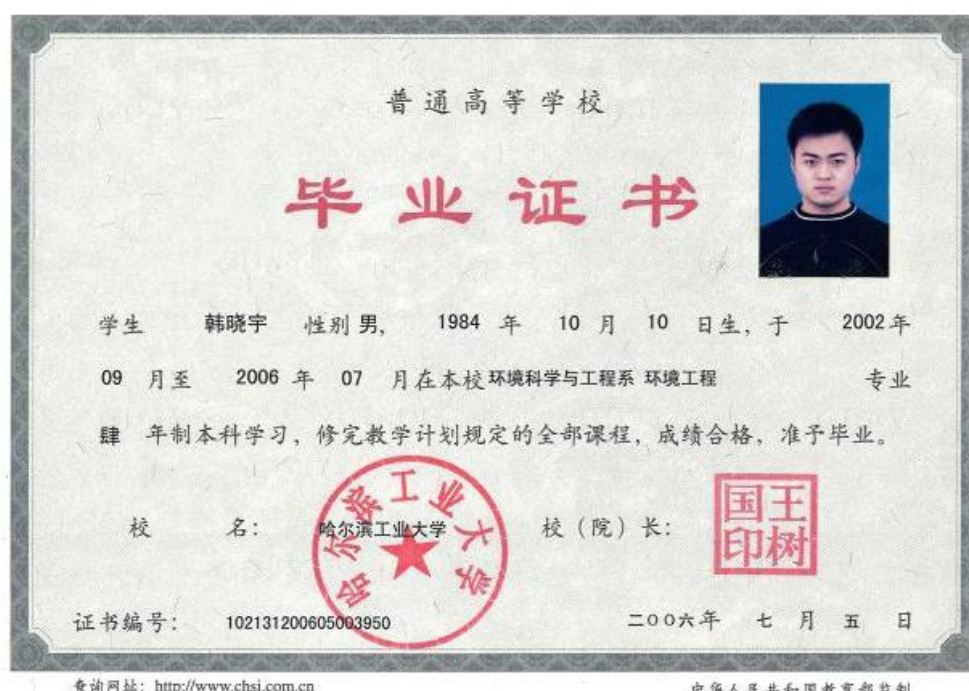 普通高等学校
毕业证书
学生 韩晓宇 性别 男, 1984 年 10 月 10 日生, 于 2002 年
09 月至 2006 年 07 月在本校 环境科学与工程系 环境工程 专业
肆 年制本科学习, 修完教学计划规定的全部课程, 成绩合格, 准予毕业。
校 名: 哈尔滨工业大学 校（院）长:
哈尔滨工业大学
王树国印
证书编号: 102131200605003950 二〇〇六年 七 月 五 日
查询网址: http://www.chsi.com.cn 中华人民共和国教育部监制